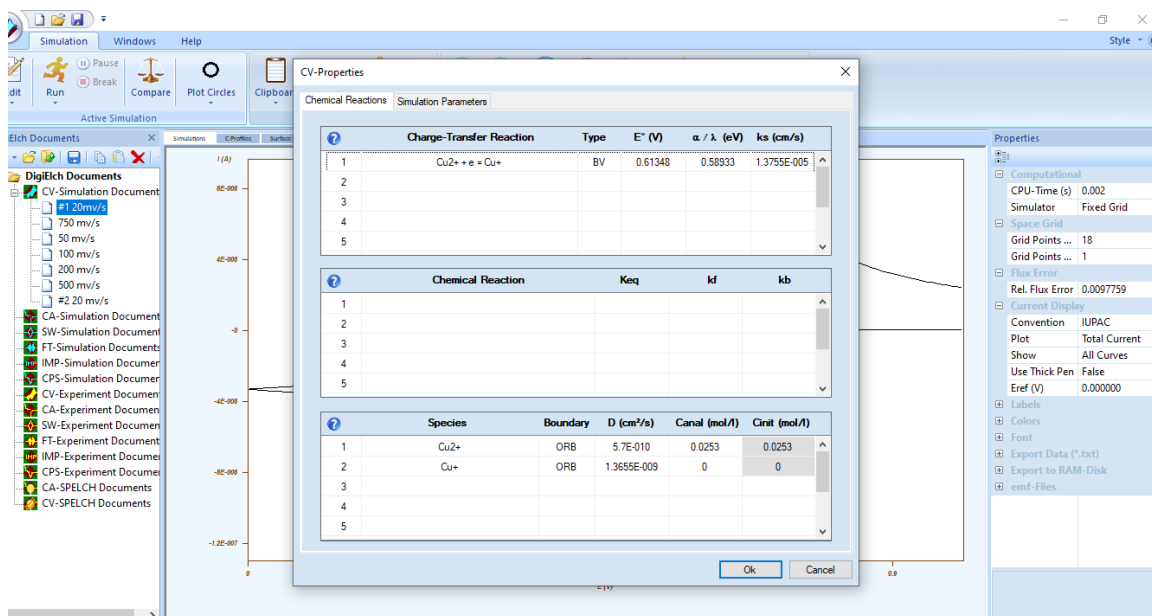 Simulation Windows Help
Style
dit Run Pause Break Compare Plot Circles Clipboar
Active Simulation
CV-Properties
Chemical Reactions Simulation Parameters
Charge-Transfer Reaction Type E° (V) α / λ (eV) ks (cm/s)
1 Cu2+ + e = Cu+ BV 0.61348 0.58933 1.3755E-005
2
3
4
5
Chemical Reaction Keq kf kb
1
2
3
4
5
Species Boundary D (cm²/s) Canal (mol/l) Cinit (mol/l)
1 Cu2+ ORB 5.7E-010 0.0253 0.0253
2 Cu+ ORB 1.3655E-009 0 0
3
4
5
Ok Cancel
Elch Documents
DigiElch Documents
CV-Simulation Document
#1 20mv/s
750 mv/s
50 mv/s
100 mv/s
200 mv/s
500 mv/s
#2 20 mv/s
CA-Simulation Document
SW-Simulation Document
FT-Simulation Documents
IMP-Simulation Documer
CPS-Simulation Documer
CV-Experiment Documen
CA-Experiment Documen
SW-Experiment Documen
FT-Experiment Document
IMP-Experiment Docume
CPS-Experiment Docume
CA-SPELCH Documents
CV-SPELCH Documents
Simulations C-Profiles Surface
I (A)
8E-008
4E-008
-0
-4E-008
-8E-008
-1.2E-007
0 0.9
E (V)
Properties
Computational
CPU-Time (s) 0.002
Simulator Fixed Grid
Space Grid
Grid Points ... 18
Grid Points ... 1
Flux Error
Rel. Flux Error 0.0097759
Current Display
Convention IUPAC
Plot Total Current
Show All Curves
Use Thick Pen False
Eref (V) 0.000000
Labels
Colors
Font
Export Data (*.txt)
Export to RAM-Disk
emf-Files